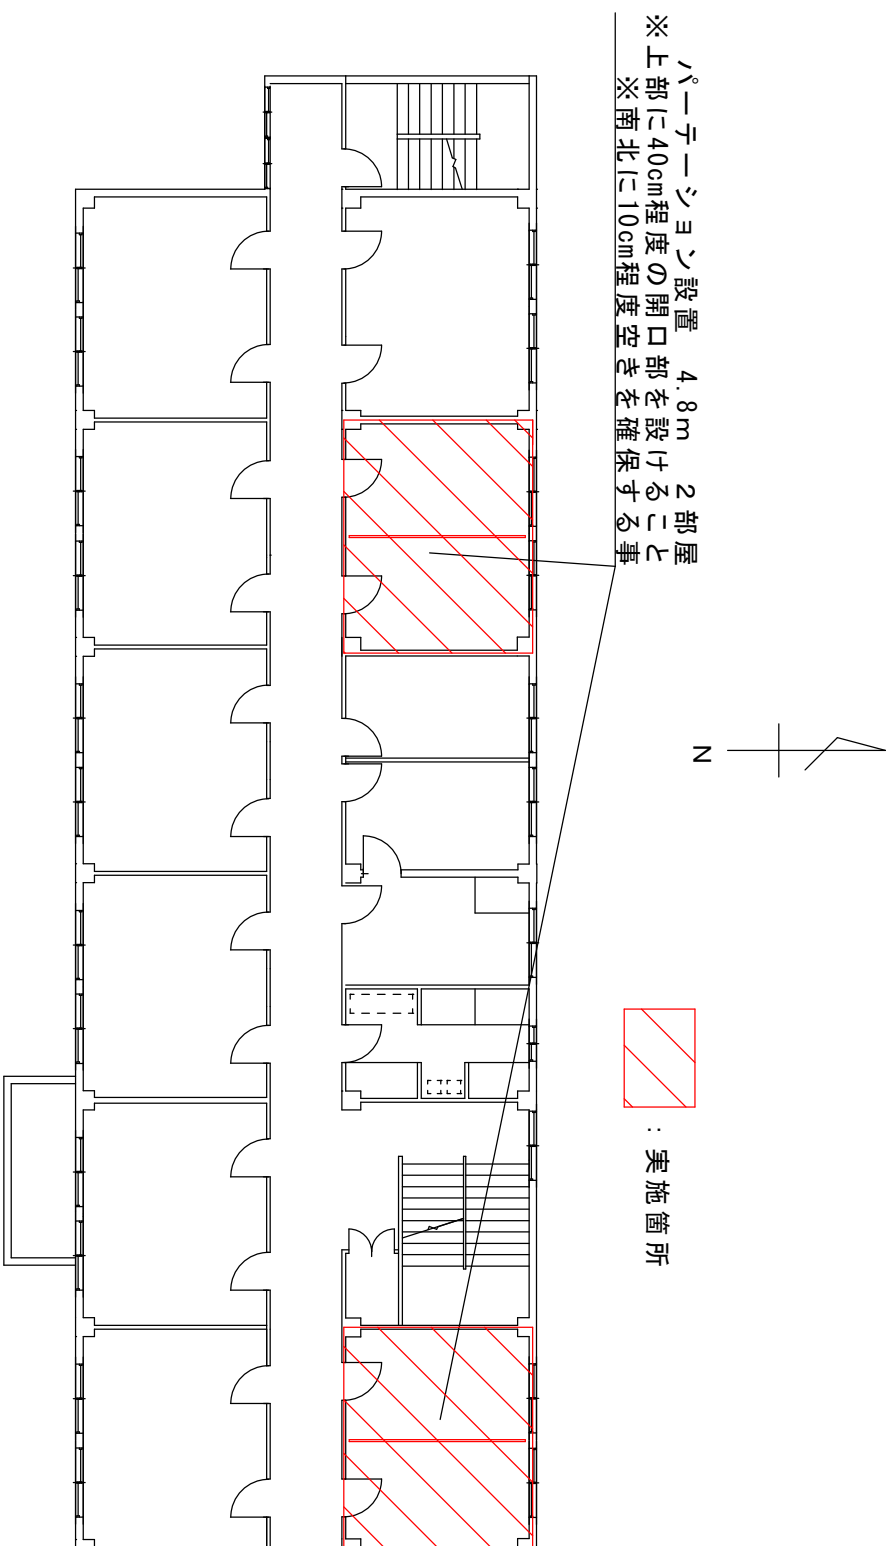 パーテーション設置 4.8m 2部屋
※上部に40cm程度の開口部を設けること
※南北に10cm程度空きを確保する事
N
：実施箇所